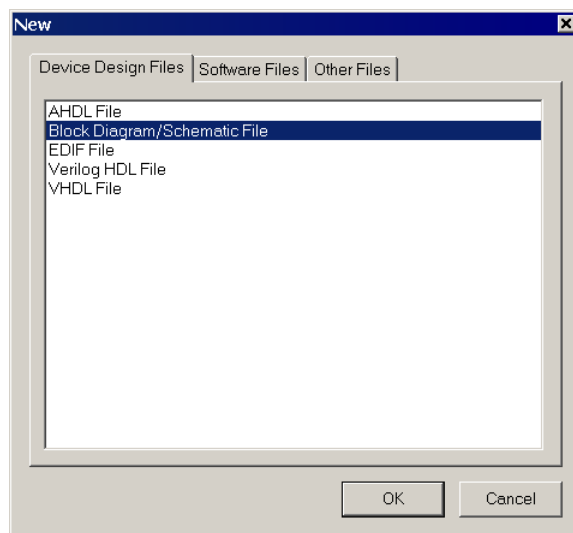 New
Device Design Files Software Files Other Files
AHDL File
Block Diagram/Schematic File
EDIF File
Verilog HDL File
VHDL File
OK Cancel